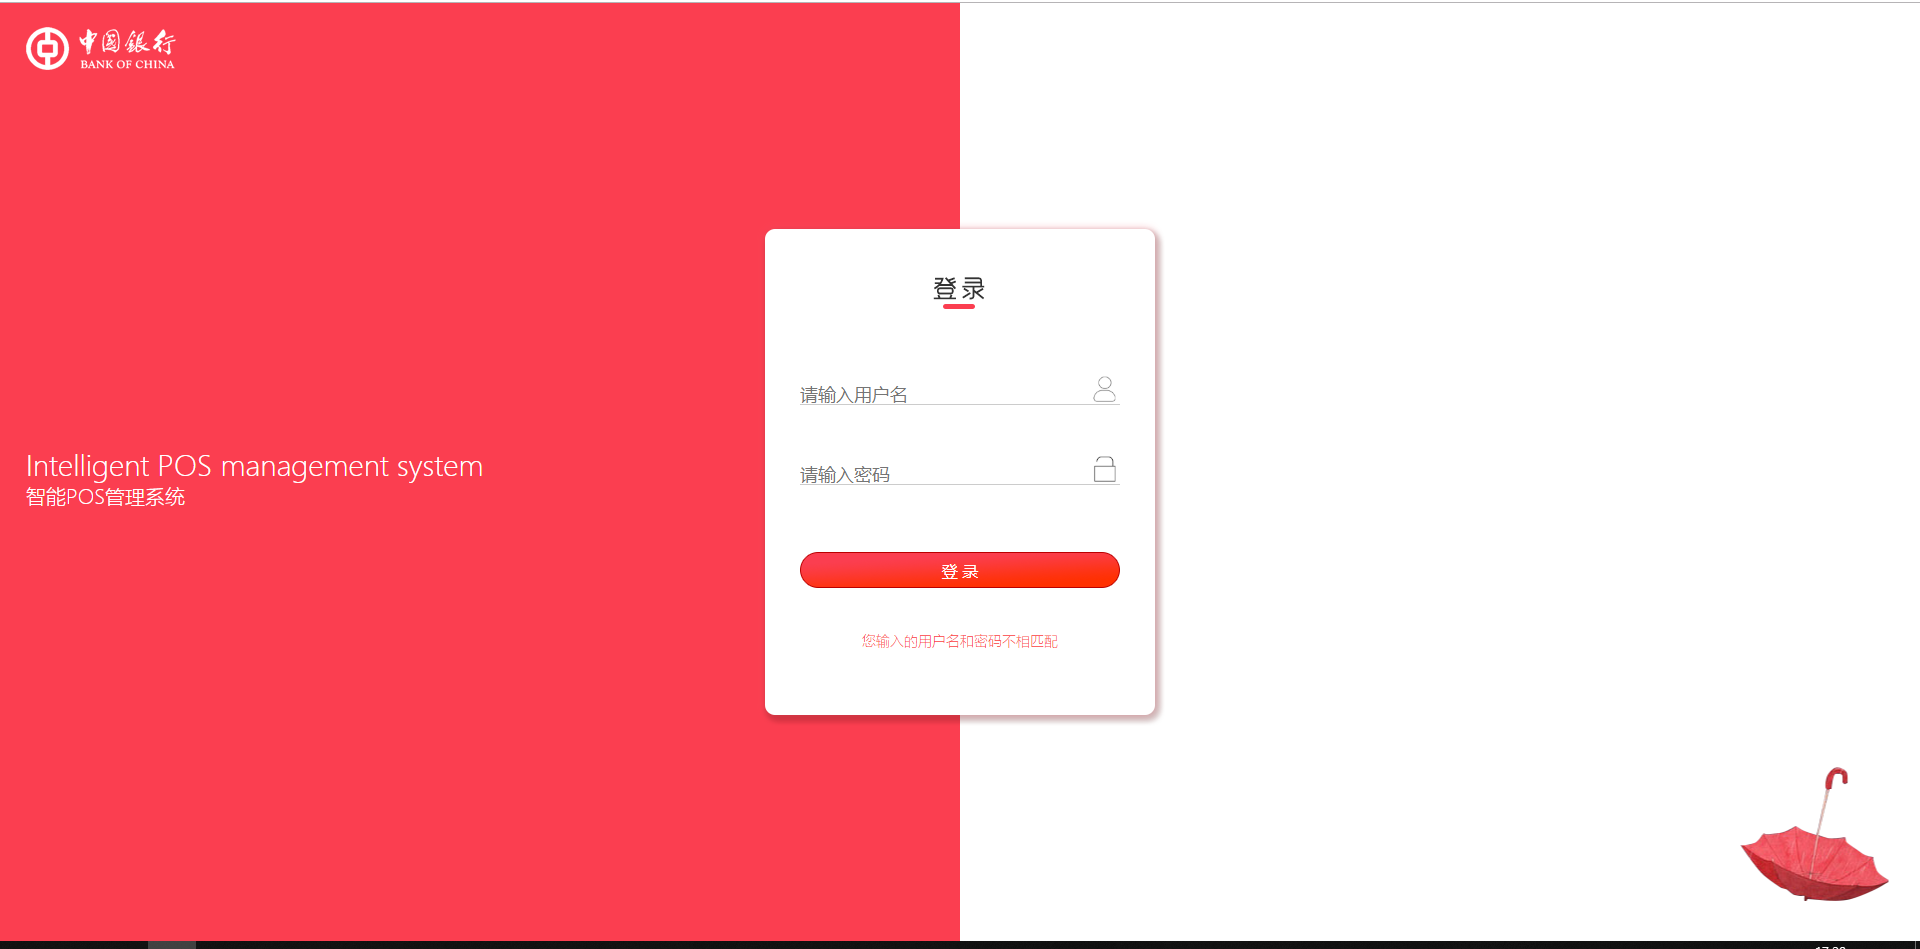 中国銀行
BANK OF CHINA
登录
请输入用户名
Intelligent POS management system
请输入密码
智能POS管理系统
登录
您输入的用户名和密码不相匹配